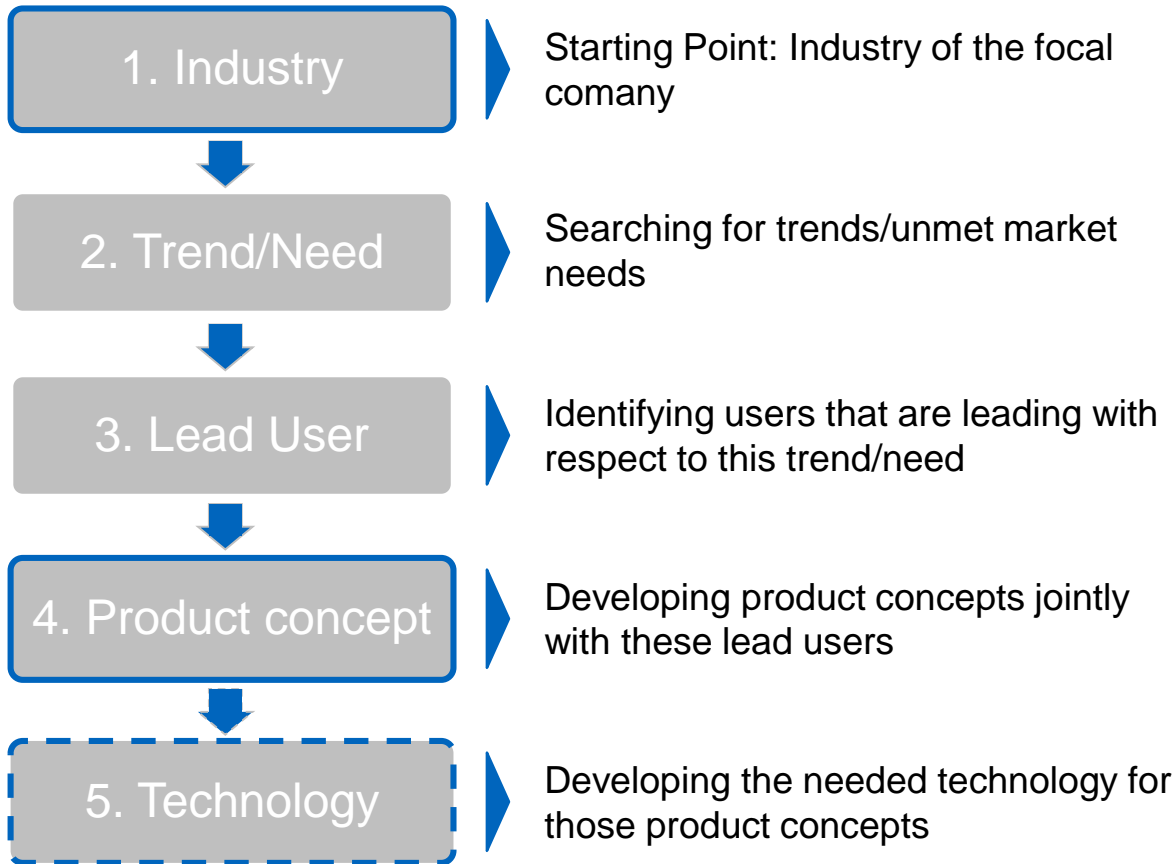 1. Industry
Starting Point: Industry of the focal
comany
2. Trend/Need
Searching for trends/unmet market
needs
3. Lead User
Identifying users that are leading with
respect to this trend/need
4. Product concept
Developing product concepts jointly
with these lead users
5. Technology
Developing the needed technology for
those product concepts